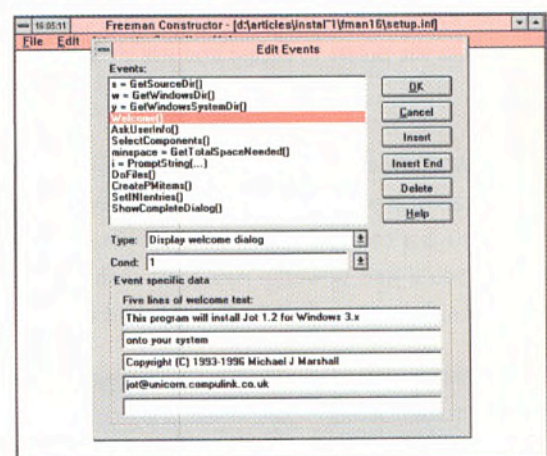 16:05:11 Freeman Constructor - [d:\articles\instal~1\fman16\setup.inf]
File Edit
Edit Events
Events:
s = GetSourceDir()
w = GetWindowsDir()
y = GetWindowsSystemDir()
Welcome()
AskUserInfo()
SelectComponents()
minspace = GetTotalSpaceNeeded()
i = PromptString(...)
DoFiles()
CreatePMitems()
SetINIentries()
ShowCompleteDialog()
OK
Cancel
Insert
Insert End
Delete
Help
Type: Display welcome dialog
Cond: 1
Event specific data
Five lines of welcome text:
This program will install Jot 1.2 for Windows 3.x
onto your system
Copyright (C) 1993-1996 Michael J Marshall
jot@unicorn.compulink.co.uk